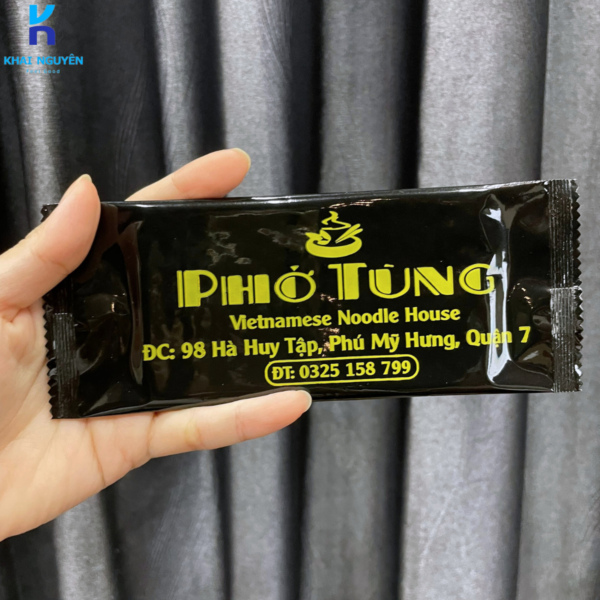 KHẢI NGUYÊN
PHỞ TÙNG
Vietnamese Noodle House
ĐC: 98 Hà Huy Tập, Phú Mỹ Hưng, Quận 7
ĐT: 0325 158 799